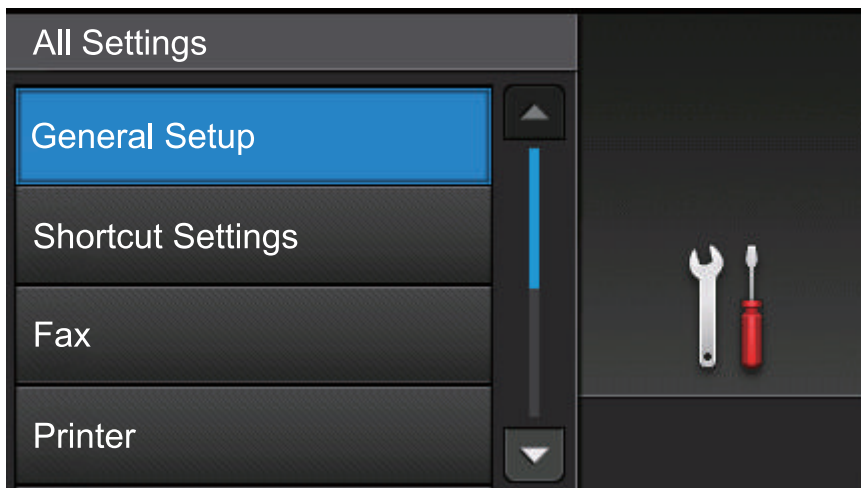 All Settings
General Setup
Shortcut Settings
Fax
Printer